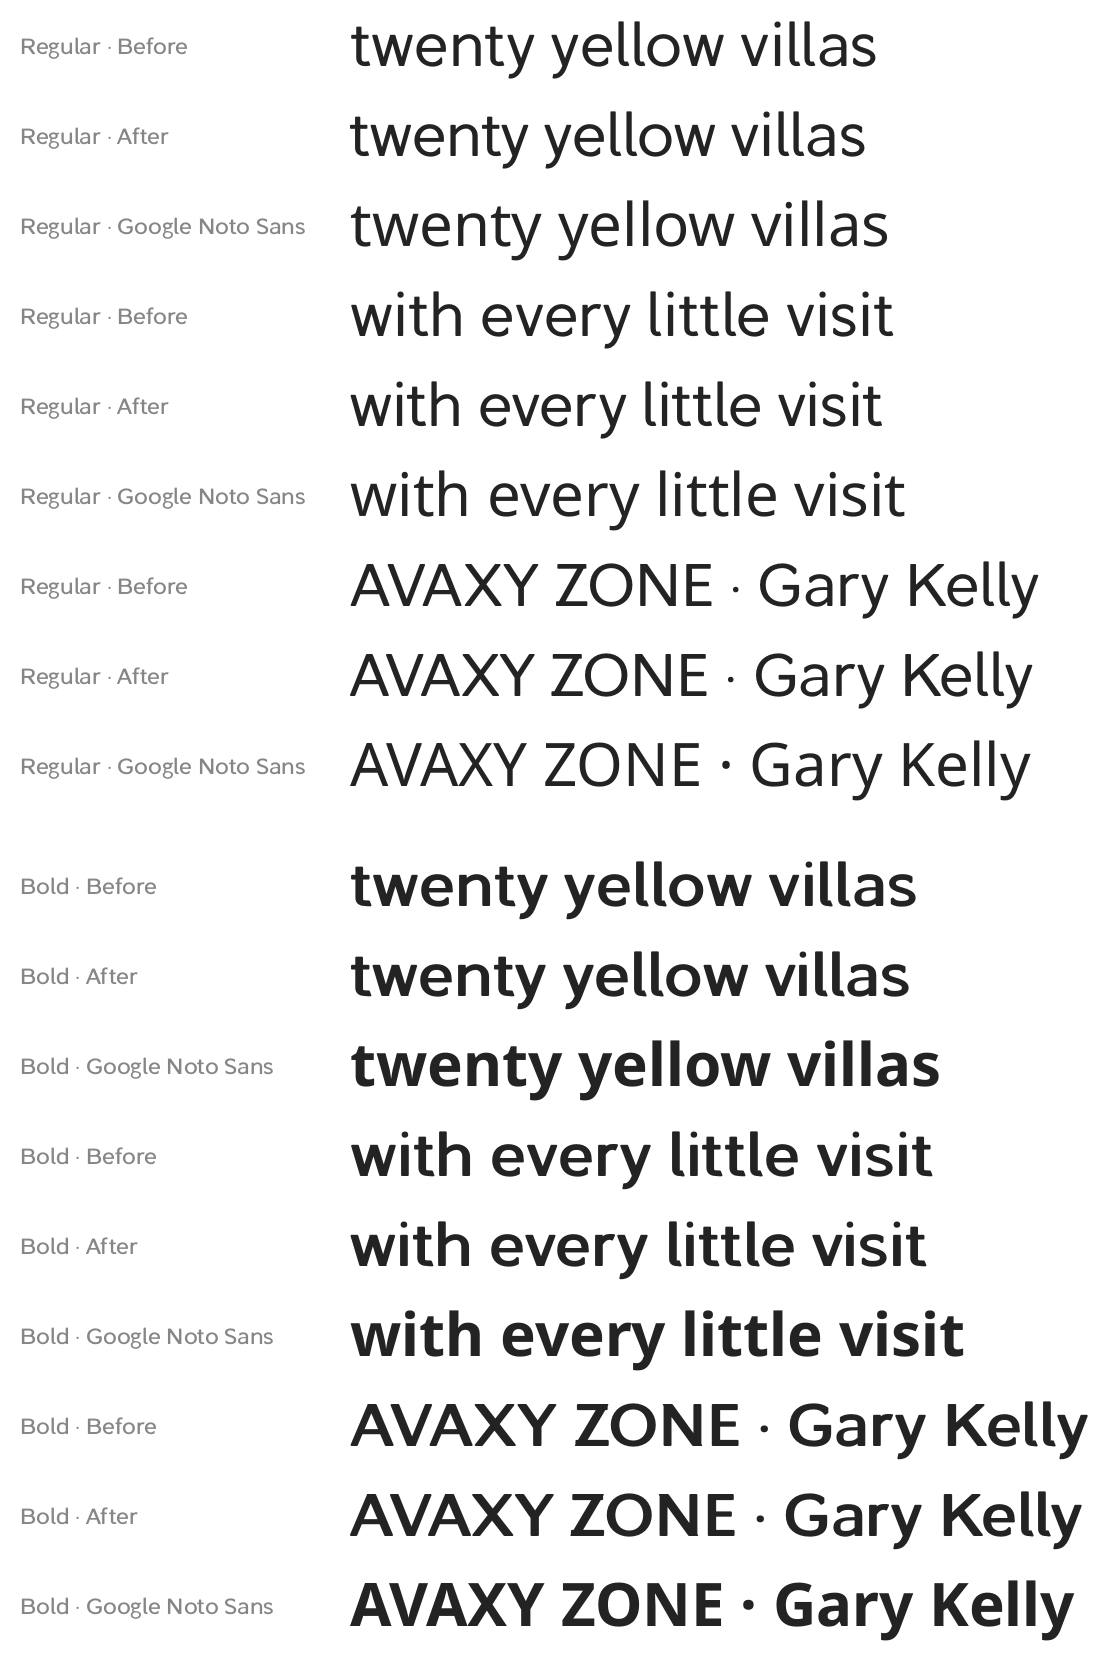 Regular · Before twenty yellow villas
Regular · After twenty yellow villas
Regular · Google Noto Sans twenty yellow villas
Regular · Before with every little visit
Regular · After with every little visit
Regular · Google Noto Sans with every little visit
Regular · Before AVAXY ZONE · Gary Kelly
Regular · After AVAXY ZONE · Gary Kelly
Regular · Google Noto Sans AVAXY ZONE · Gary Kelly
Bold · Before twenty yellow villas
Bold · After twenty yellow villas
Bold · Google Noto Sans twenty yellow villas
Bold · Before with every little visit
Bold · After with every little visit
Bold · Google Noto Sans with every little visit
Bold · Before AVAXY ZONE · Gary Kelly
Bold · After AVAXY ZONE · Gary Kelly
Bold · Google Noto Sans AVAXY ZONE · Gary Kelly